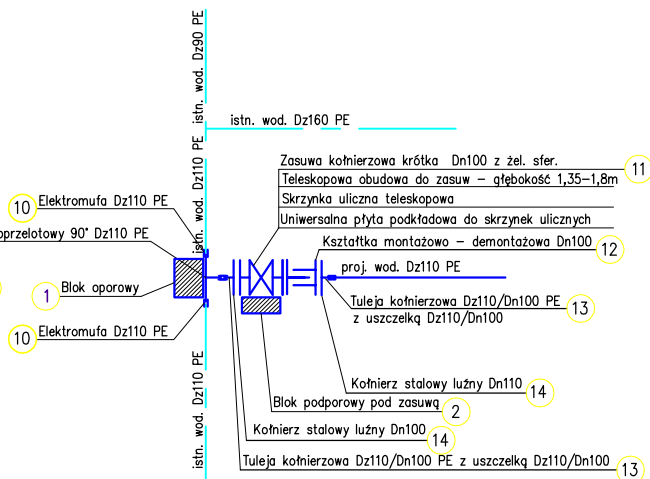 istn. wod. Dz90 PE
istn. wod. Dz160 PE
istn. wod. Dz110 PE
Zasuwa kołnierzowa krótka Dn100 z żel. sfer.
11
Teleskopowa obudowa do zasuw – głębokość 1,35–1,8m
Skrzynka uliczna teleskopowa
Uniwersalna płyta podkładowa do skrzynek ulicznych
10
Elektromufa Dz110 PE
oprzelotowy 90° Dz110 PE
Kształtka montażowo – demontażowa Dn100
12
proj. wod. Dz110 PE
1
Blok oporowy
Tuleja kołnierzowa Dz110/Dn100 PE
z uszczelką Dz110/Dn100
13
10
Elektromufa Dz110 PE
istn. wod. Dz110 PE
Kołnierz stalowy luźny Dn110
14
Blok podporowy pod zasuwą
2
Kołnierz stalowy luźny Dn100
14
Tuleja kołnierzowa Dz110/Dn100 PE z uszczelką Dz110/Dn100
13